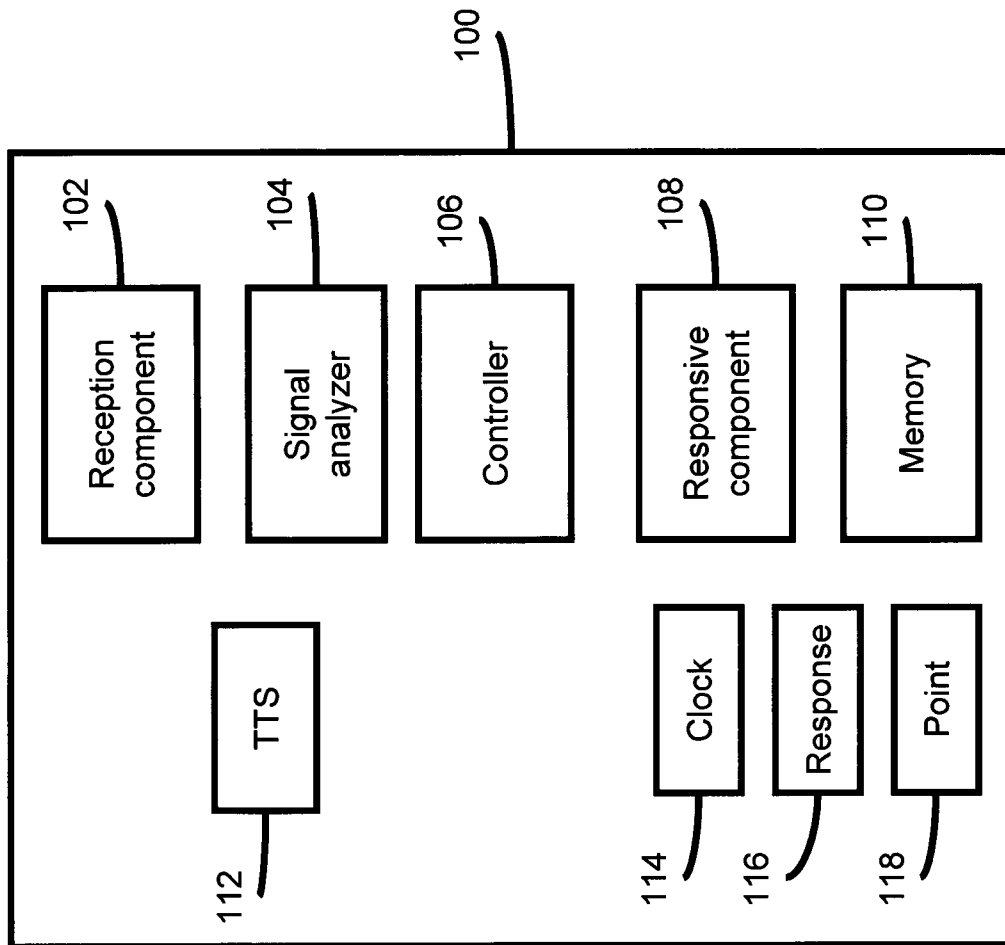 100
102
Reception
component
104
Signal
analyzer
106
Controller
108
Responsive
component
110
Memory
112
TTS
114
Clock
116
Response
118
Point